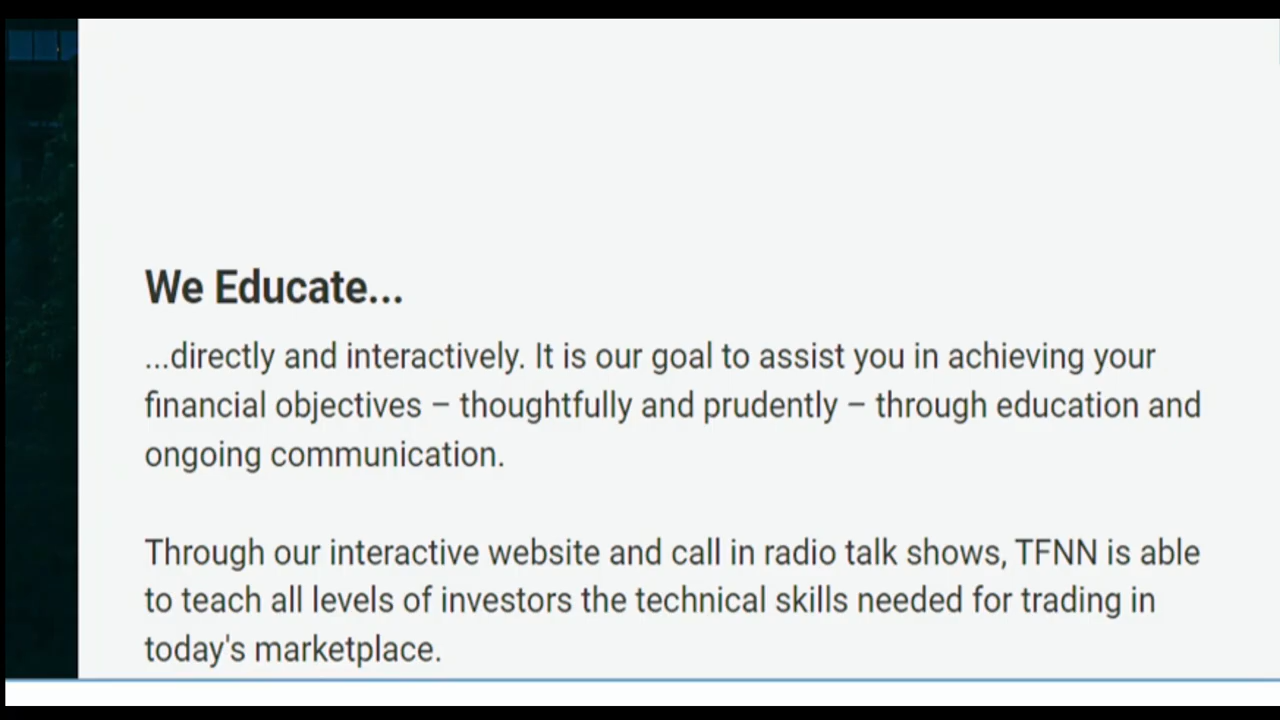 We Educate...
...directly and interactively. It is our goal to assist you in achieving your
financial objectives – thoughtfully and prudently – through education and
ongoing communication.
Through our interactive website and call in radio talk shows, TFNN is able
to teach all levels of investors the technical skills needed for trading in
today's marketplace.